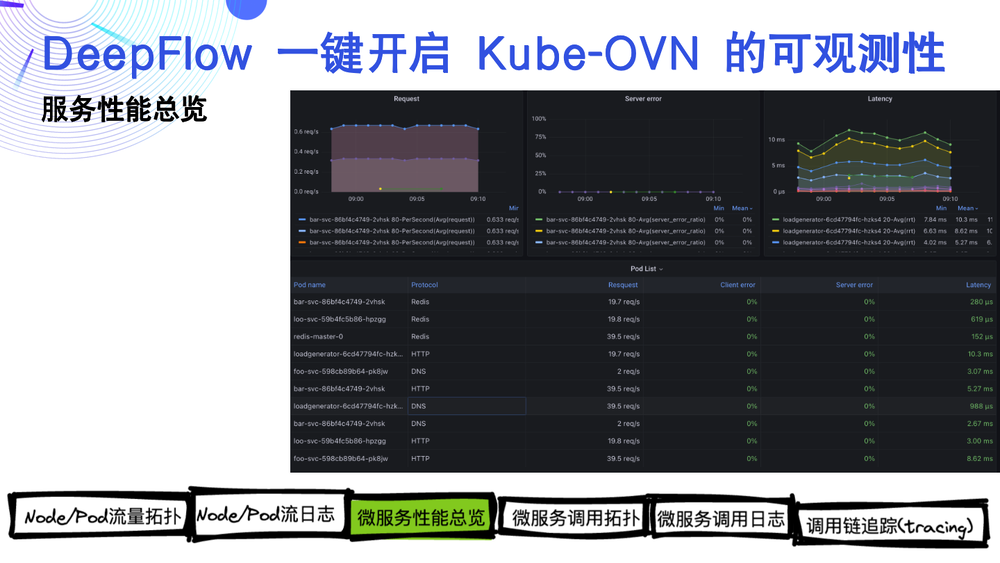 DeepFlow 一键开启 Kube-OVN 的可观测性
服务性能总览
Request
3.6 req/s
3.4 req/s
3.2 req/s
3.0 req/s
09:00 09:05 09:10
Min
bar-svc-86bf4c4749-2vhsk 80-PerSecond(Avg(request)) 0.633 req/s
bar-svc-86bf4c4749-2vhsk 80-PerSecond(Avg(request)) 0.633 req/s
bar-svc-86bf4c4749-2vhsk 80-PerSecond(Avg(request)) 0.633 req/s
Server error
100%
75%
50%
25%
0%
09:00 09:05 09:10
Min Mean
bar-svc-86bf4c4749-2vhsk 80-Avg(server_error_ratio) 0% 0%
bar-svc-86bf4c4749-2vhsk 80-Avg(server_error_ratio) 0% 0%
bar-svc-86bf4c4749-2vhsk 80-Avg(server_error_ratio) 0% 0%
Latency
10 ms
5 ms
0 µs
09:00 09:05 09:10
Min Mean
loadgenerator-6cd47794fc-hzks4 20-Avg(rrt) 7.84 ms 10.3 ms
loadgenerator-6cd47794fc-hzks4 20-Avg(rrt) 6.63 ms 8.62 ms
loadgenerator-6cd47794fc-hzks4 20-Avg(rrt) 4.02 ms 5.27 ms
Pod List
Pod name Protocol Resquest Client error Server error Latency
bar-svc-86bf4c4749-2vhsk Redis 19.7 req/s 0% 0% 280 µs
loo-svc-59b4fc5b86-hpzgg Redis 19.8 req/s 0% 0% 619 µs
redis-master-0 Redis 39.5 req/s 0% 0% 152 µs
loadgenerator-6cd47794fc-hzk... HTTP 19.7 req/s 0% 0% 10.3 ms
foo-svc-598cb89b64-pk8jw DNS 2 req/s 0% 0% 3.07 ms
bar-svc-86bf4c4749-2vhsk HTTP 39.5 req/s 0% 0% 5.27 ms
loadgenerator-6cd47794fc-hzk... DNS 39.5 req/s 0% 0% 988 µs
bar-svc-86bf4c4749-2vhsk DNS 2 req/s 0% 0% 2.67 ms
loo-svc-59b4fc5b86-hpzgg HTTP 19.8 req/s 0% 0% 3.00 ms
foo-svc-598cb89b64-pk8jw HTTP 39.5 req/s 0% 0% 8.62 ms
Node/Pod流量拓扑
Node/Pod流日志
微服务性能总览
微服务调用拓扑
微服务调用日志
调用链追踪(tracing)